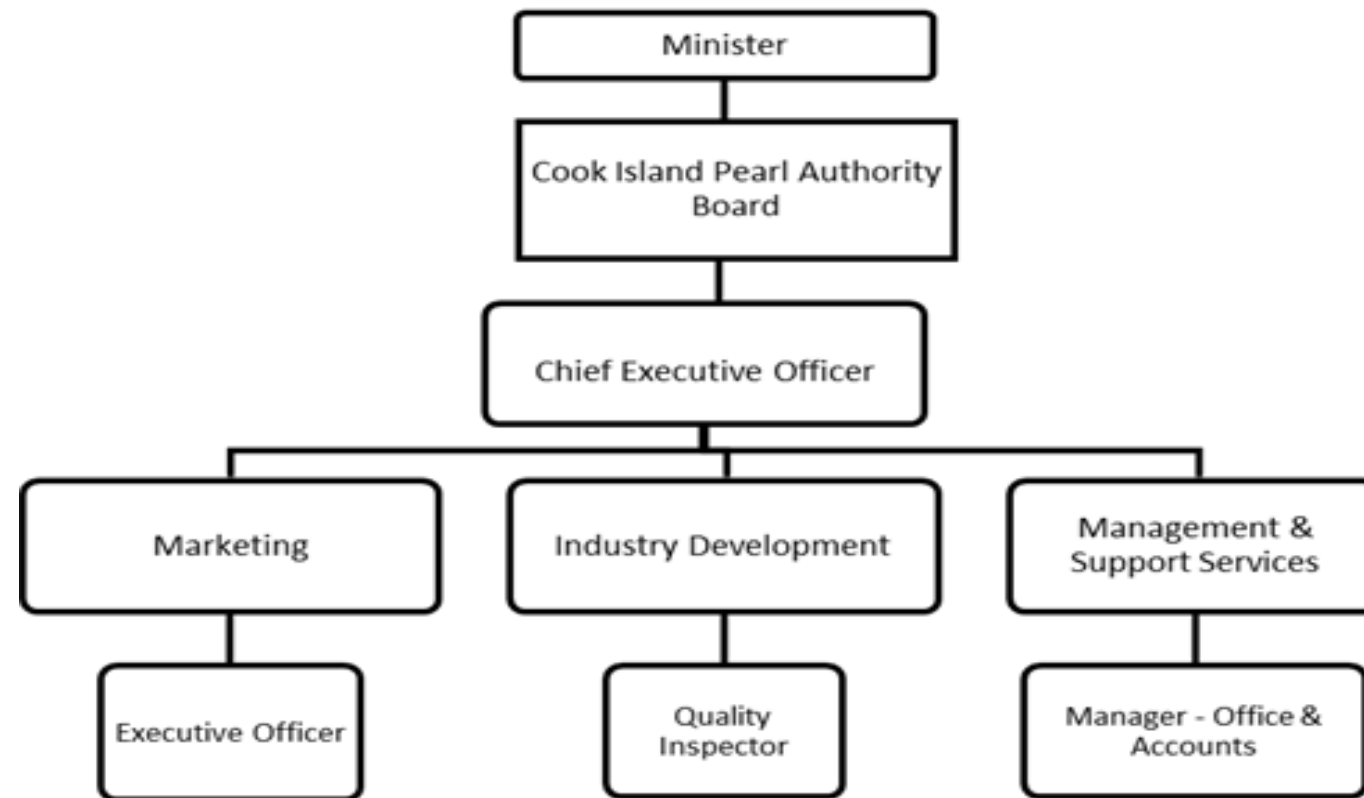 Minister
Cook Island Pearl Authority
Board
Chief Executive Officer
Marketing
Industry Development
Management &
Support Services
Executive Officer
Quality
Inspector
Manager - Office &
Accounts